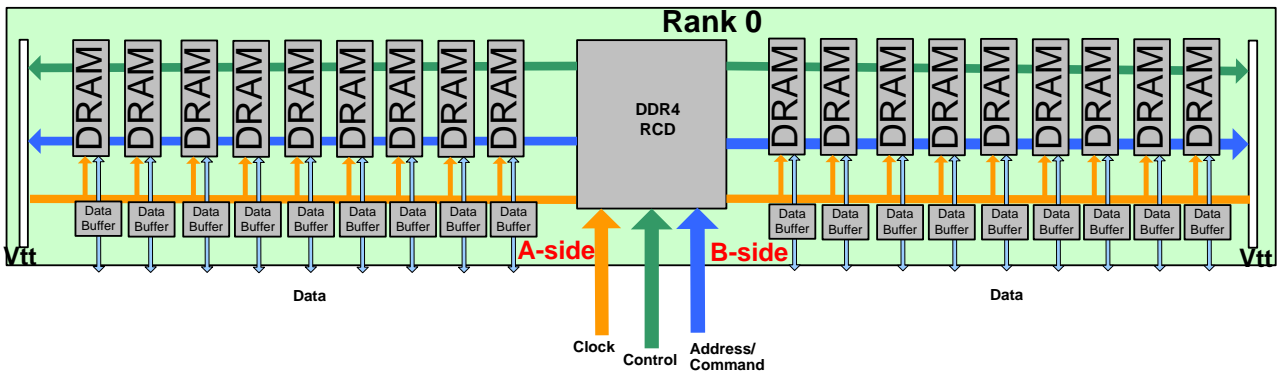 Rank 0
DRAM
DRAM
DRAM
DRAM
DRAM
DRAM
DRAM
DRAM
DRAM
DDR4
RCD
DRAM
DRAM
DRAM
DRAM
DRAM
DRAM
DRAM
DRAM
DRAM
Data
Buffer
Data
Buffer
Data
Buffer
Data
Buffer
Data
Buffer
Data
Buffer
Data
Buffer
Data
Buffer
Data
Buffer
Data
Buffer
Data
Buffer
Data
Buffer
Data
Buffer
Data
Buffer
Data
Buffer
Data
Buffer
Data
Buffer
Data
Buffer
Vtt
A-side
B-side
Vtt
Data
Data
Clock
Control
Address/
Command